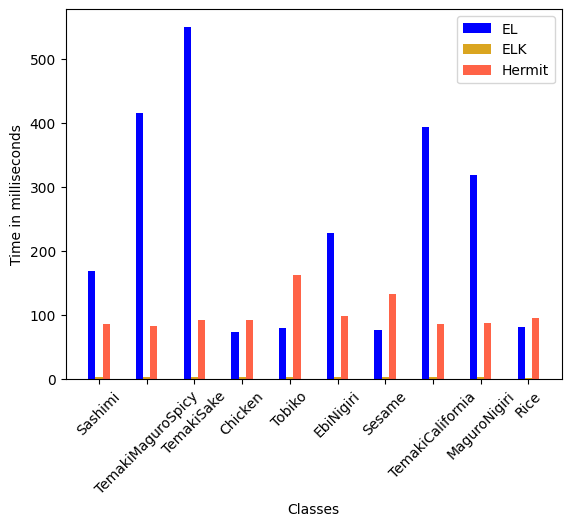 EL
ELK
Hermit
Time in milliseconds
500
400
300
200
100
0
Sashimi
TemakiMaguroSpicy
TemakiSake
Chicken
Tobiko
EbiNigiri
Sesame
TemakiCalifornia
MaguroNigiri
Rice
Classes